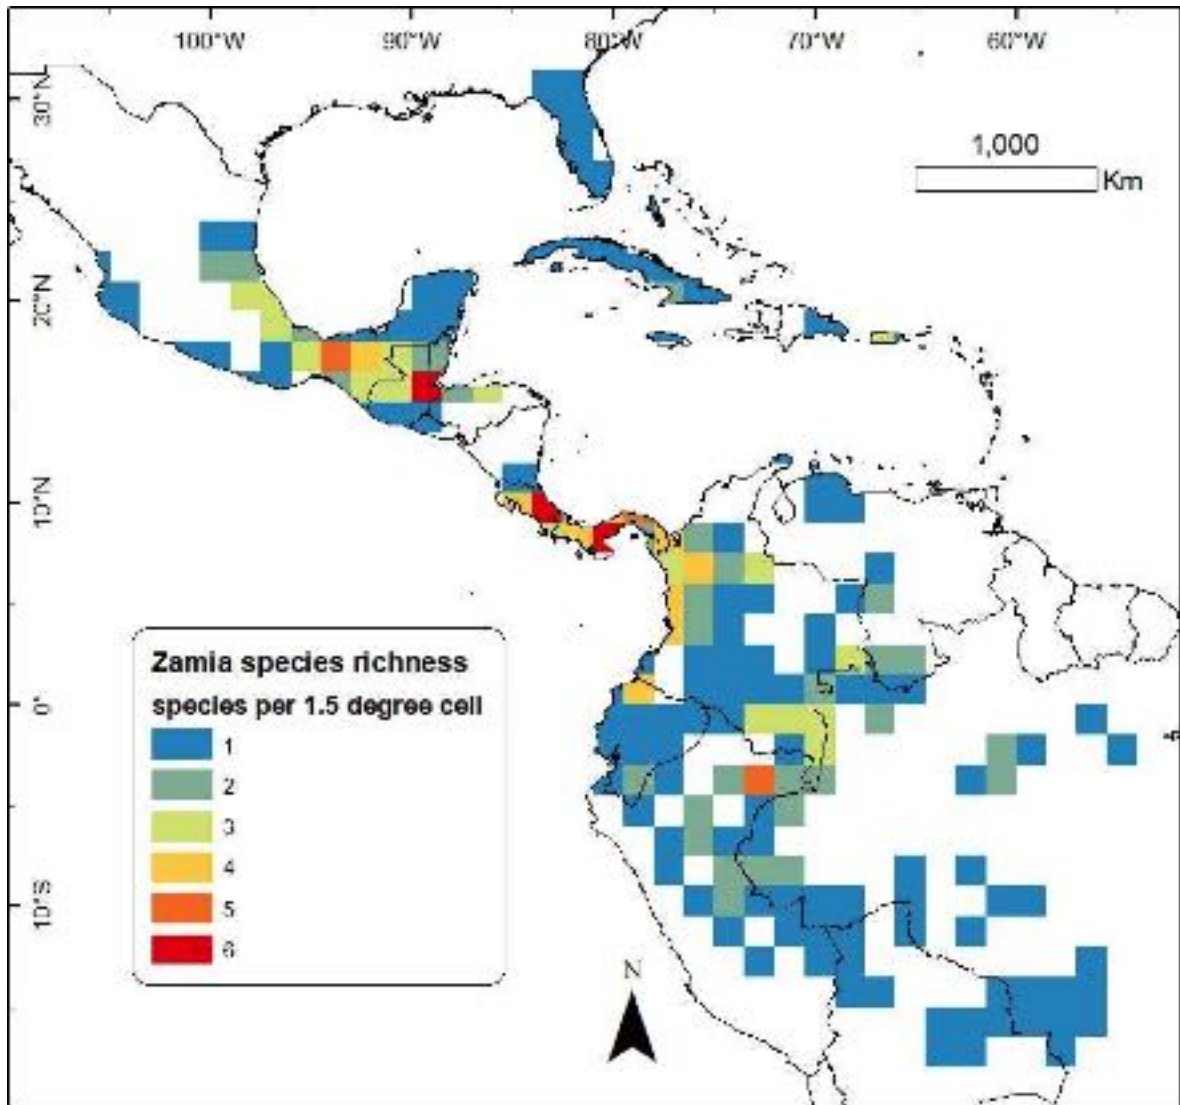 100°W 90°W 80°W 70°W 60°W
30°N
20°N
10°N
0°
10°S
1,000
Km
Zamia species richness
species per 1.5 degree cell
1
2
3
4
5
6
N